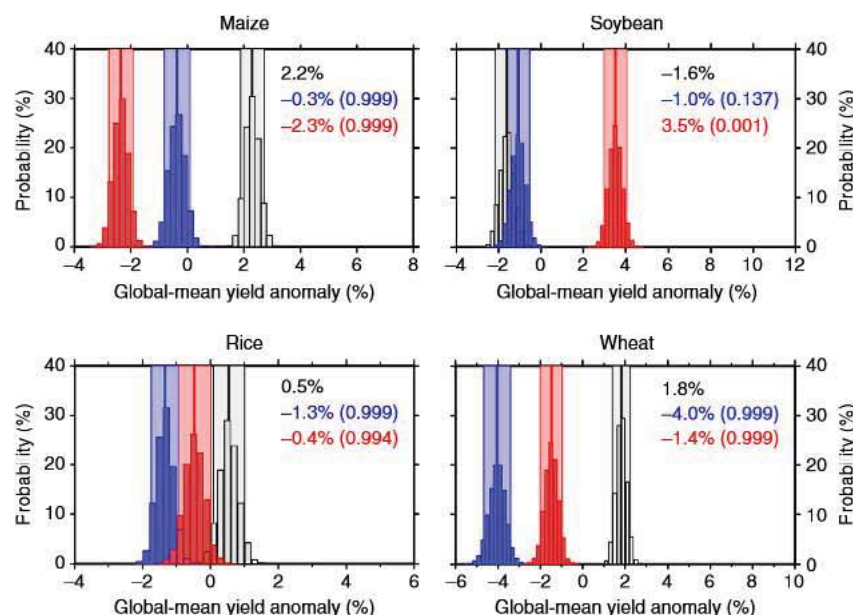 Maize
Soybean
40
30
20
10
0
Probability (%)
2.2%
−0.3% (0.999)
−2.3% (0.999)
−4 −2 0 2 4 6 8
Global-mean yield anomaly (%)
−1.6%
−1.0% (0.137)
3.5% (0.001)
40
30
20
10
0
Probability (%)
−4 −2 0 2 4 6 8 10 12
Global-mean yield anomaly (%)
Rice
Wheat
40
30
20
10
0
Probability (%)
0.5%
−1.3% (0.999)
−0.4% (0.994)
−4 −2 0 2 4 6
Global-mean yield anomaly (%)
1.8%
−4.0% (0.999)
−1.4% (0.999)
40
30
20
10
0
Probability (%)
−6 −4 −2 0 2 4 6 8 10
Global-mean yield anomaly (%)